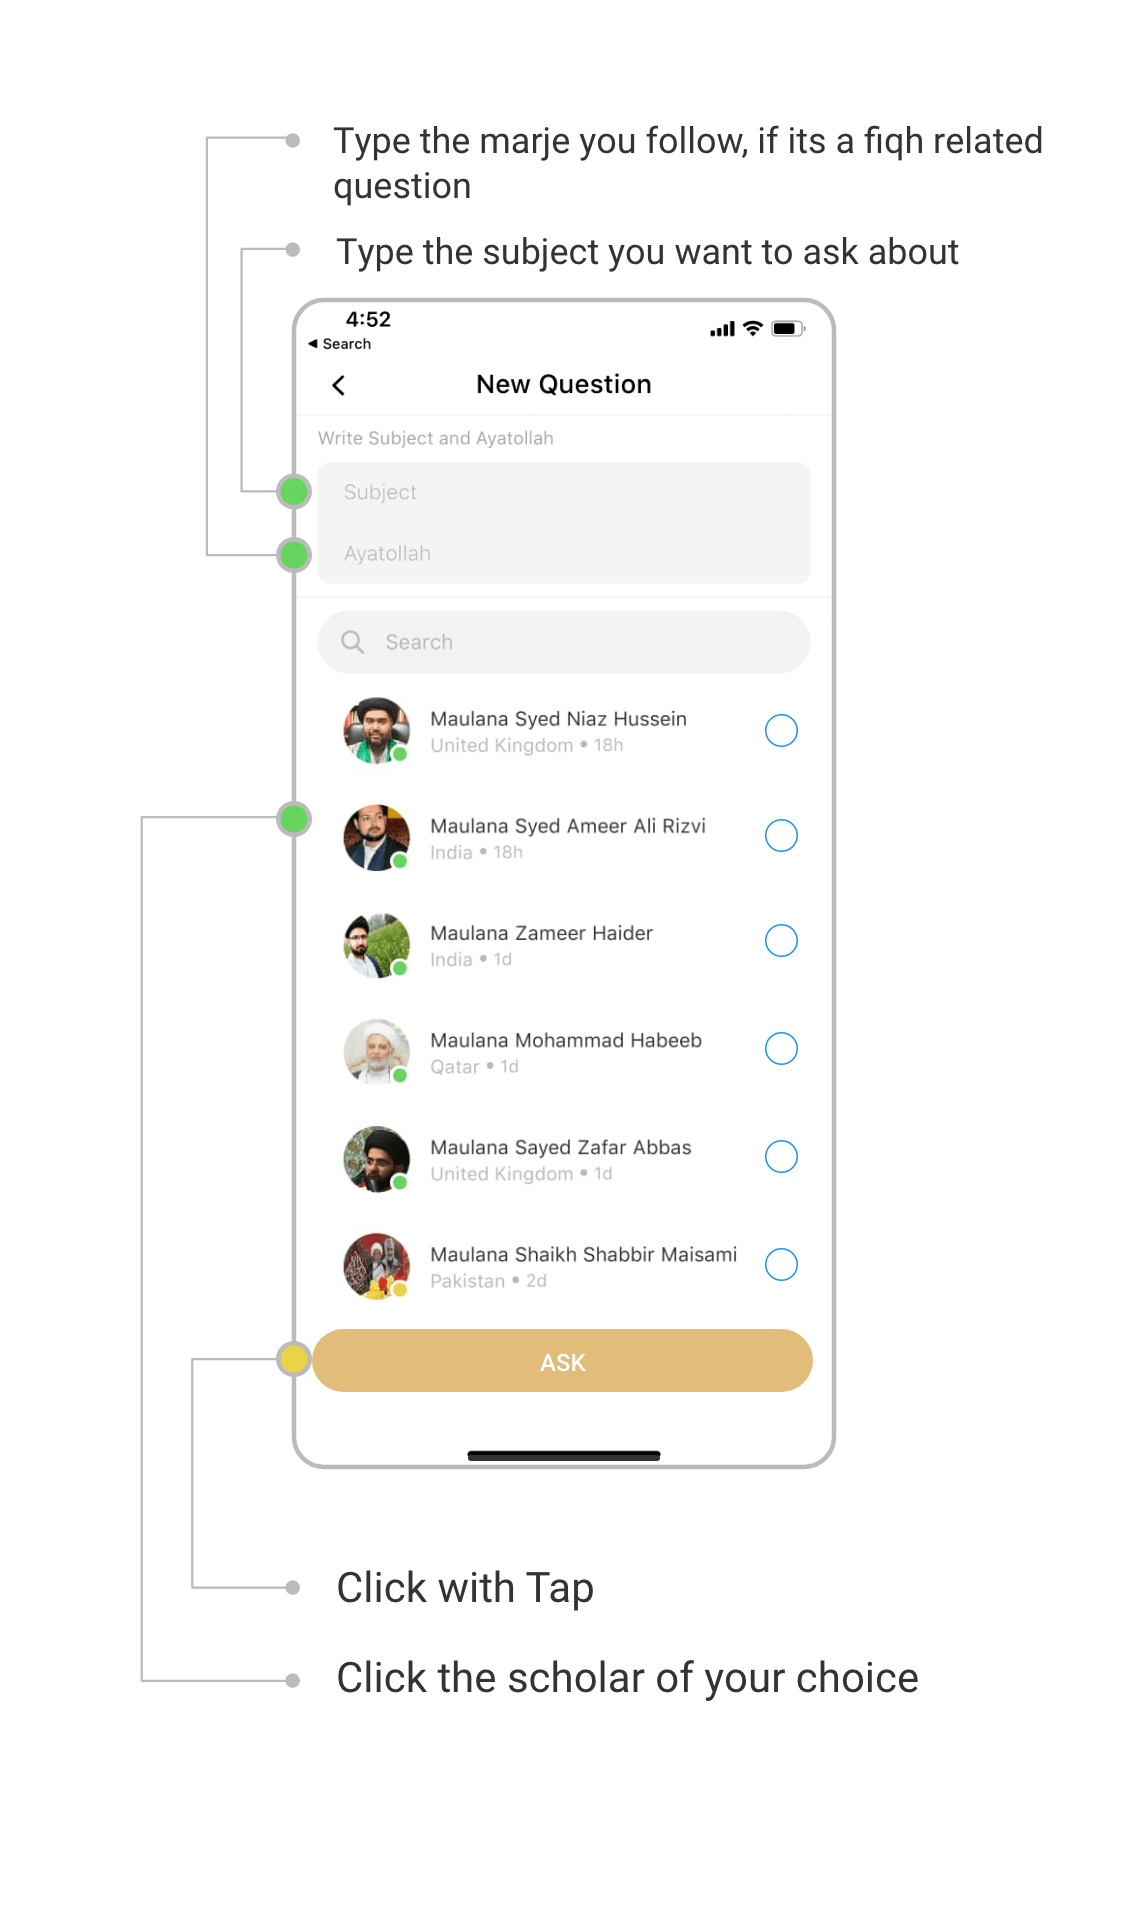 Type the marje you follow, if its a fiqh related
question
Type the subject you want to ask about
4:52
Search
New Question
Write Subject and Ayatollah
Subject
Ayatollah
Search
Maulana Syed Niaz Hussein
United Kingdom • 18h
Maulana Syed Ameer Ali Rizvi
India • 18h
Maulana Zameer Haider
India • 1d
Maulana Mohammad Habeeb
Qatar • 1d
Maulana Sayed Zafar Abbas
United Kingdom • 1d
Maulana Shaikh Shabbir Maisami
Pakistan • 2d
ASK
Click with Tap
Click the scholar of your choice